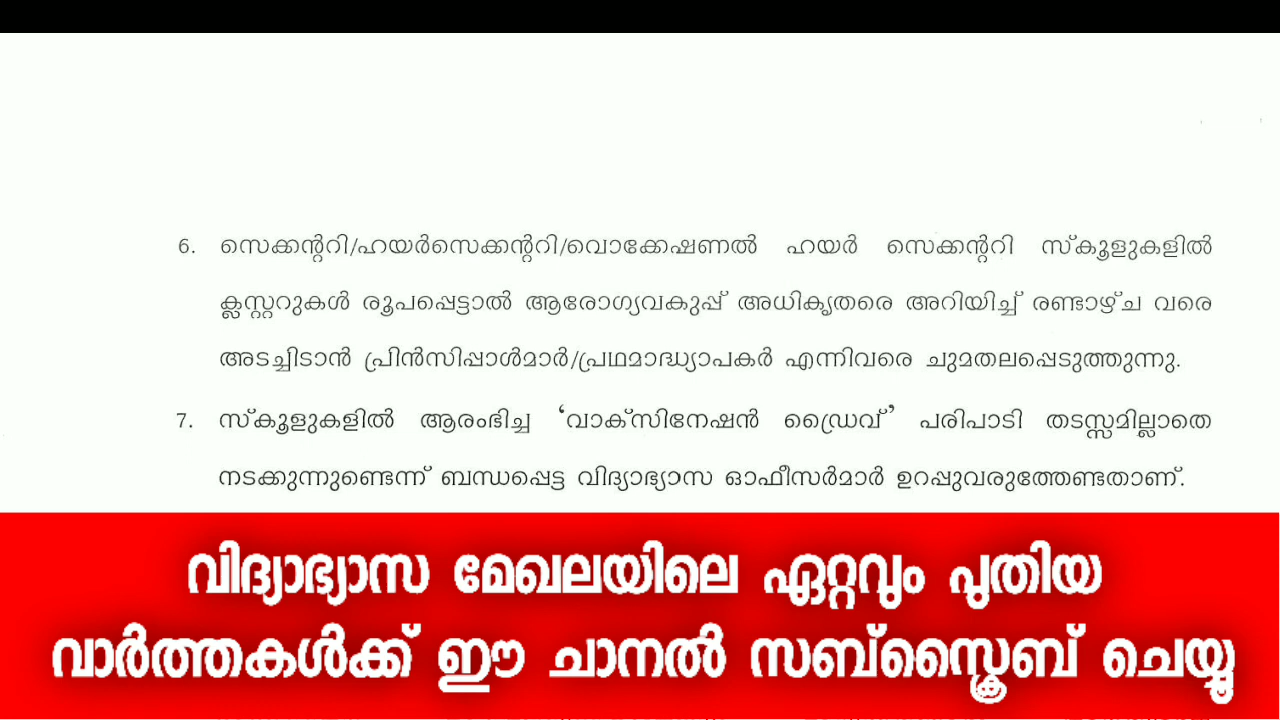 6. സെക്കന്ററി/ഹയർസെക്കന്ററി/വൊക്കേഷണൽ ഹയർ സെക്കന്ററി സ്കൂളുകളിൽ
ക്ലസ്റ്ററുകൾ രൂപപ്പെട്ടാൽ ആരോഗ്യവകുപ്പ് അധികൃതരെ അറിയിച്ച് രണ്ടാഴ്ച വരെ
അടച്ചിടാൻ പ്രിൻസിപ്പാൾമാർ/പ്രഥമാദ്ധ്യാപകർ എന്നിവരെ ചുമതലപ്പെടുത്തുന്നു.
7. സ്കൂളുകളിൽ ആരംഭിച്ച ‘വാക്സിനേഷൻ ഡ്രൈവ്’ പരിപാടി തടസ്സമില്ലാതെ
നടക്കുന്നുണ്ടെന്ന് ബന്ധപ്പെട്ട വിദ്യാഭ്യാസ ഓഫീസർമാർ ഉറപ്പുവരുത്തേണ്ടതാണ്.
വിദ്യാഭ്യാസ മേഖലയിലെ ഏറ്റവും പുതിയ
വാർത്തകൾക്ക് ഈ ചാനൽ സബ്സ്ക്രൈബ് ചെയ്യൂ